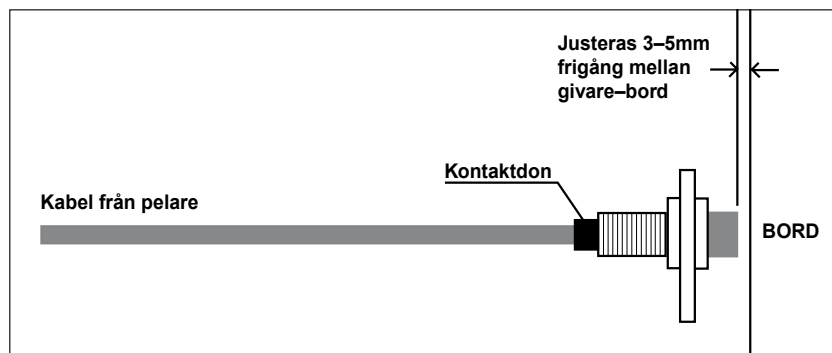 Justeras 3–5mm
frigång mellan
givare–bord
Kontaktdon
Kabel från pelare
BORD